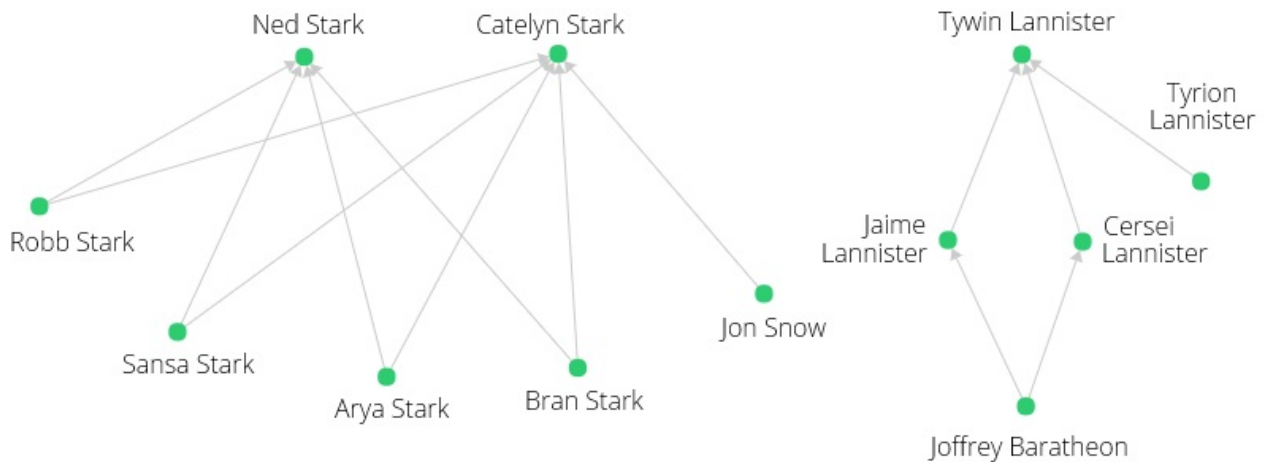 Ned Stark
Catelyn Stark
Tywin Lannister
Tyrion
Lannister
Robb Stark
Jaime
Lannister
Cersei
Lannister
Jon Snow
Sansa Stark
Arya Stark
Bran Stark
Joffrey Baratheon